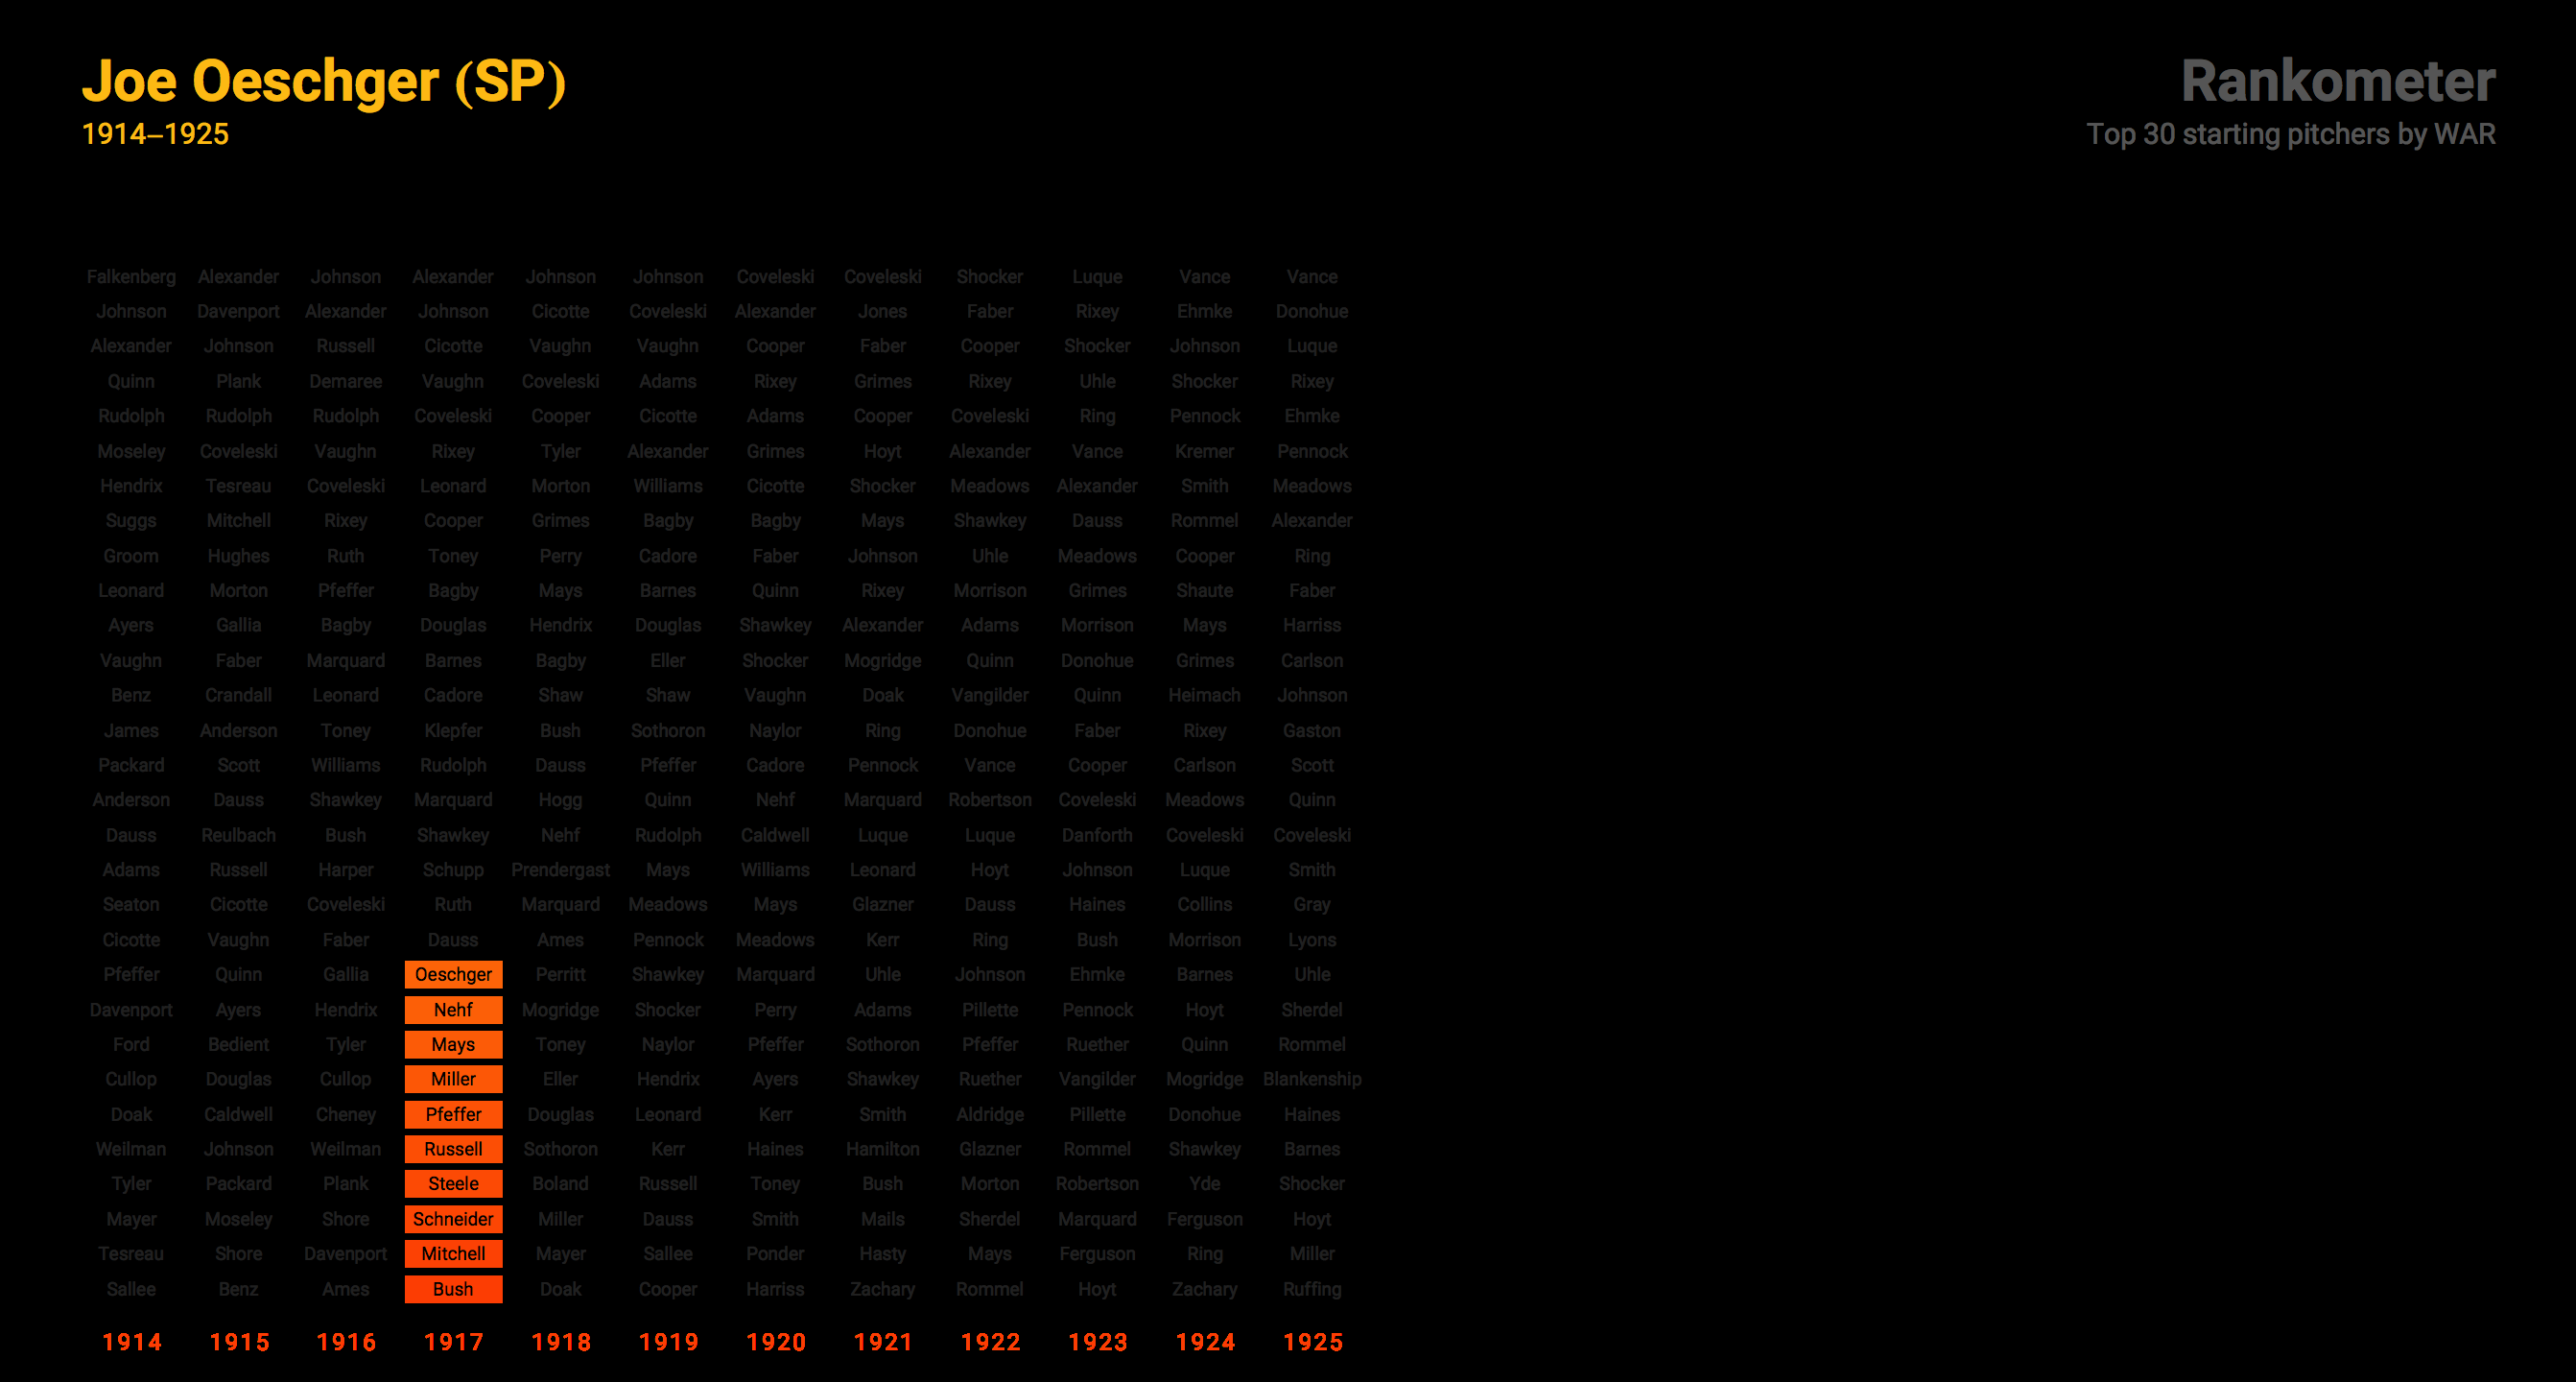 Joe Oeschger (SP)
1914–1925
Rankometer
Top 30 starting pitchers by WAR
Falkenberg Alexander Johnson Alexander Johnson Johnson Coveleski Coveleski Shocker Luque Vance Vance
Johnson Davenport Alexander Johnson Cicotte Coveleski Alexander Jones Faber Rixey Ehmke Donohue
Alexander Johnson Russell Cicotte Vaughn Vaughn Cooper Faber Cooper Shocker Johnson Luque
Quinn Plank Demaree Vaughn Coveleski Adams Rixey Grimes Rixey Uhle Shocker Rixey
Rudolph Rudolph Rudolph Coveleski Cooper Cicotte Adams Cooper Coveleski Ring Pennock Ehmke
Moseley Coveleski Vaughn Rixey Tyler Alexander Grimes Hoyt Alexander Vance Kremer Pennock
Hendrix Tesreau Coveleski Leonard Morton Williams Cicotte Shocker Meadows Alexander Smith Meadows
Suggs Mitchell Rixey Cooper Grimes Bagby Bagby Mays Shawkey Dauss Rommel Alexander
Groom Hughes Ruth Toney Perry Cadore Faber Johnson Uhle Meadows Cooper Ring
Leonard Morton Pfeffer Bagby Mays Barnes Quinn Rixey Morrison Grimes Shaute Faber
Ayers Gallia Bagby Douglas Hendrix Douglas Shawkey Alexander Adams Morrison Mays Harriss
Vaughn Faber Marquard Barnes Bagby Eller Shocker Mogridge Quinn Donohue Grimes Carlson
Benz Crandall Leonard Cadore Shaw Shaw Vaughn Doak Vangilder Quinn Heimach Johnson
James Anderson Toney Klepfer Bush Sothoron Naylor Ring Donohue Faber Rixey Gaston
Packard Scott Williams Rudolph Dauss Pfeffer Cadore Pennock Vance Cooper Carlson Scott
Anderson Dauss Shawkey Marquard Hogg Quinn Nehf Marquard Robertson Coveleski Meadows Quinn
Dauss Reulbach Bush Shawkey Nehf Rudolph Caldwell Luque Luque Danforth Coveleski Coveleski
Adams Russell Harper Schupp Prendergast Mays Williams Leonard Hoyt Johnson Luque Smith
Seaton Cicotte Coveleski Ruth Marquard Meadows Mays Glazner Dauss Haines Collins Gray
Cicotte Vaughn Faber Dauss Ames Pennock Meadows Kerr Ring Bush Morrison Lyons
Pfeffer Quinn Gallia Oeschger Perritt Shawkey Marquard Uhle Johnson Ehmke Barnes Uhle
Davenport Ayers Hendrix Nehf Mogridge Shocker Perry Adams Pillette Pennock Hoyt Sherdel
Ford Bedient Tyler Mays Toney Naylor Pfeffer Sothoron Pfeffer Ruether Quinn Rommel
Cullop Douglas Cullop Miller Eller Hendrix Ayers Shawkey Ruether Vangilder Mogridge Blankenship
Doak Caldwell Cheney Pfeffer Douglas Leonard Kerr Smith Aldridge Pillette Donohue Haines
Weilman Johnson Weilman Russell Sothoron Kerr Haines Hamilton Glazner Rommel Shawkey Barnes
Tyler Packard Plank Steele Boland Russell Toney Bush Morton Robertson Yde Shocker
Mayer Moseley Shore Schneider Miller Dauss Smith Mails Sherdel Marquard Ferguson Hoyt
Tesreau Shore Davenport Mitchell Mayer Sallee Ponder Hasty Mays Ferguson Ring Miller
Sallee Benz Ames Bush Doak Cooper Harriss Zachary Rommel Hoyt Zachary Ruffing
1914 1915 1916 1917 1918 1919 1920 1921 1922 1923 1924 1925